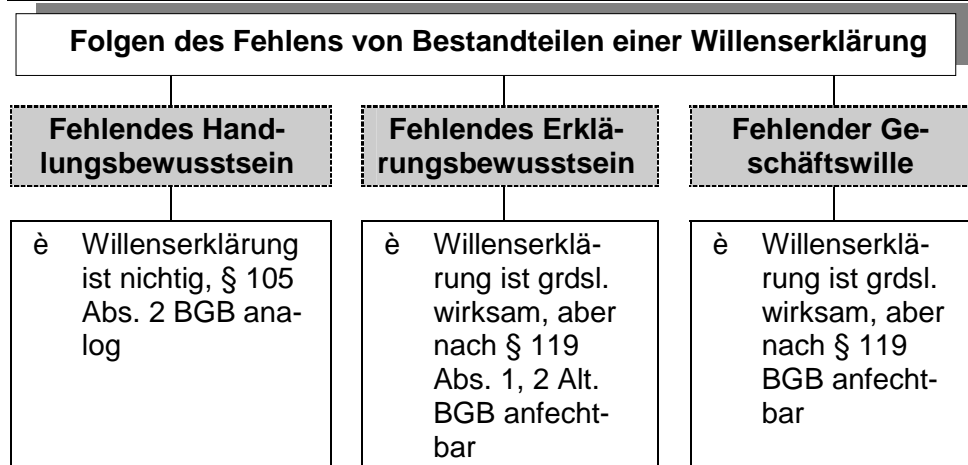 Folgen des Fehlens von Bestandteilen einer Willenserklärung
Fehlendes Hand-
lungsbewusstsein
è Willenserklärung
ist nichtig, § 105
Abs. 2 BGB ana-
log
Fehlendes Erklä-
rungsbewusstsein
è Willenserklä-
rung ist grdsl.
wirksam, aber
nach § 119
Abs. 1, 2 Alt.
BGB anfecht-
bar
Fehlender Ge-
schäftswille
è Willenserklä-
rung ist grdsl.
wirksam, aber
nach § 119
BGB anfecht-
bar